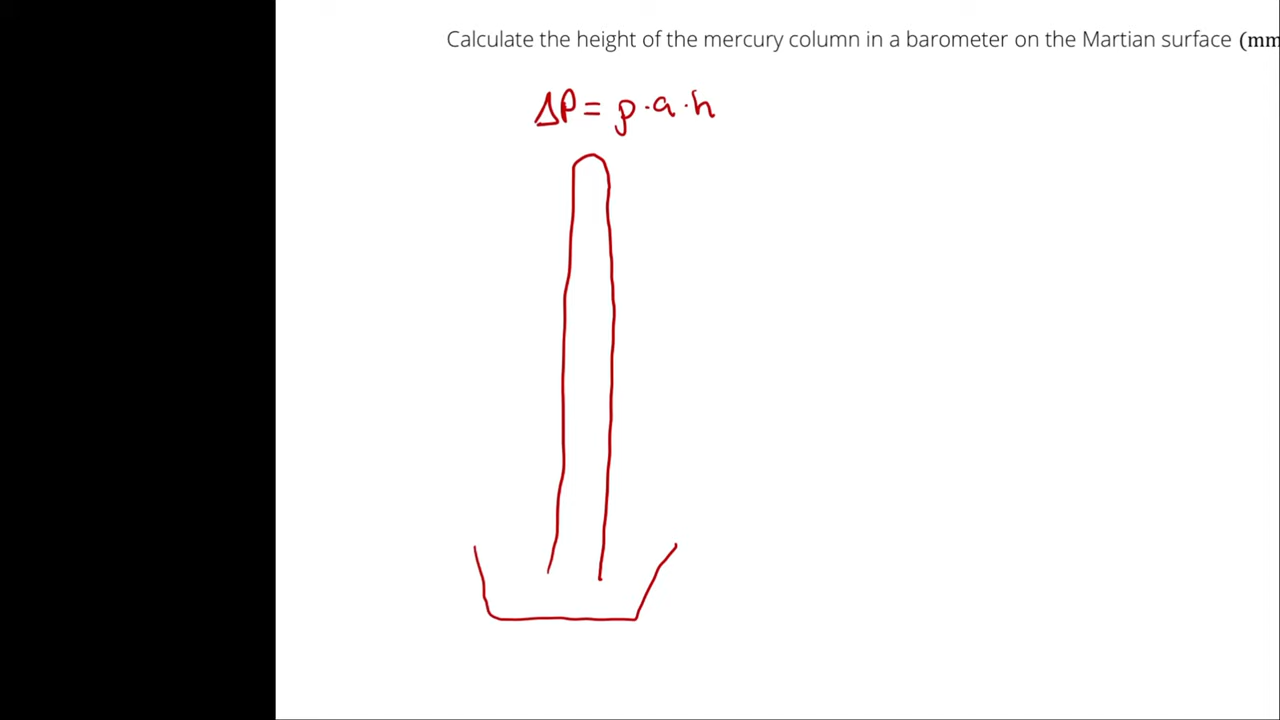 Calculate the height of the mercury column in a barometer on the Martian surface (mm
ΔP = ρ · a · h